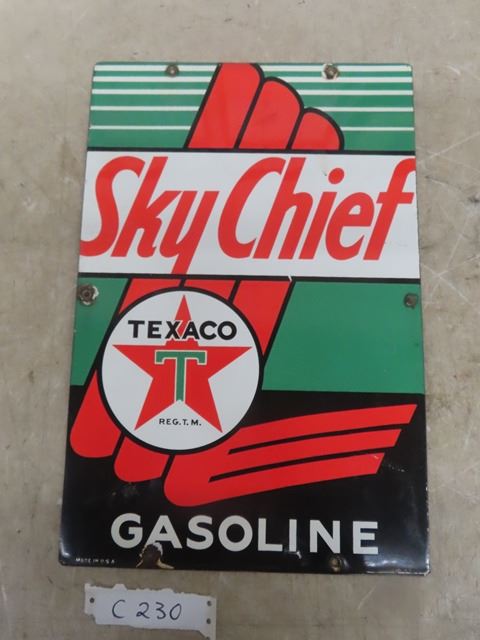 Sky Chief
TEXACO
T
REG. T. M.
GASOLINE
MADE IN U.S.A
C 230